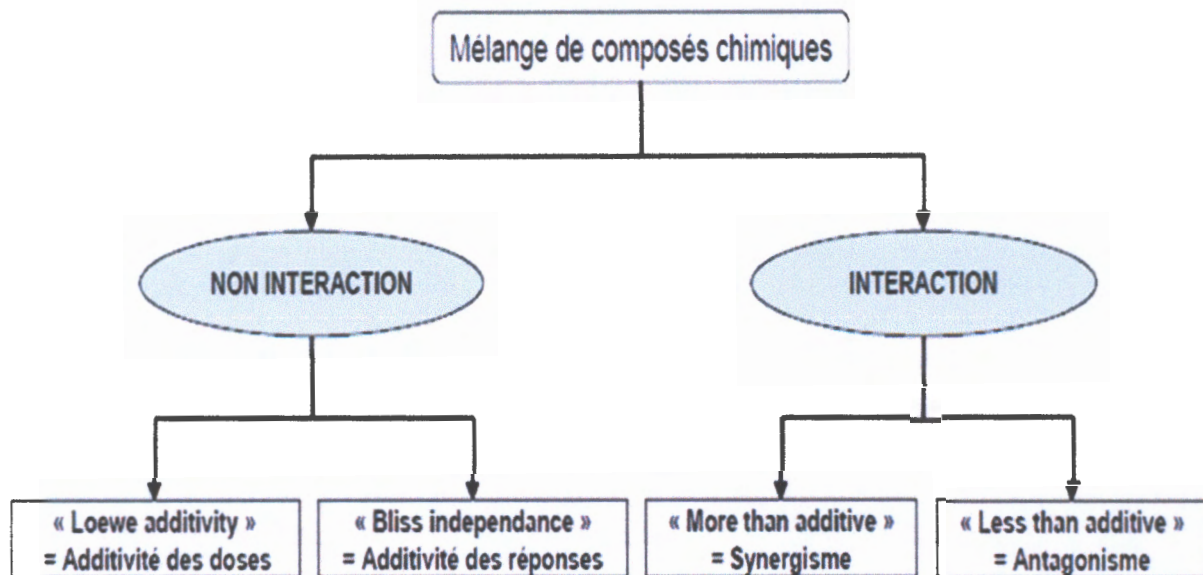 Mélange de composés chimiques
NON INTERACTION
INTERACTION
« Loewe additivity »
= Additivité des doses
« Bliss independance »
= Additivité des réponses
« More than additive »
= Synergisme
« Less than additive »
= Antagonisme